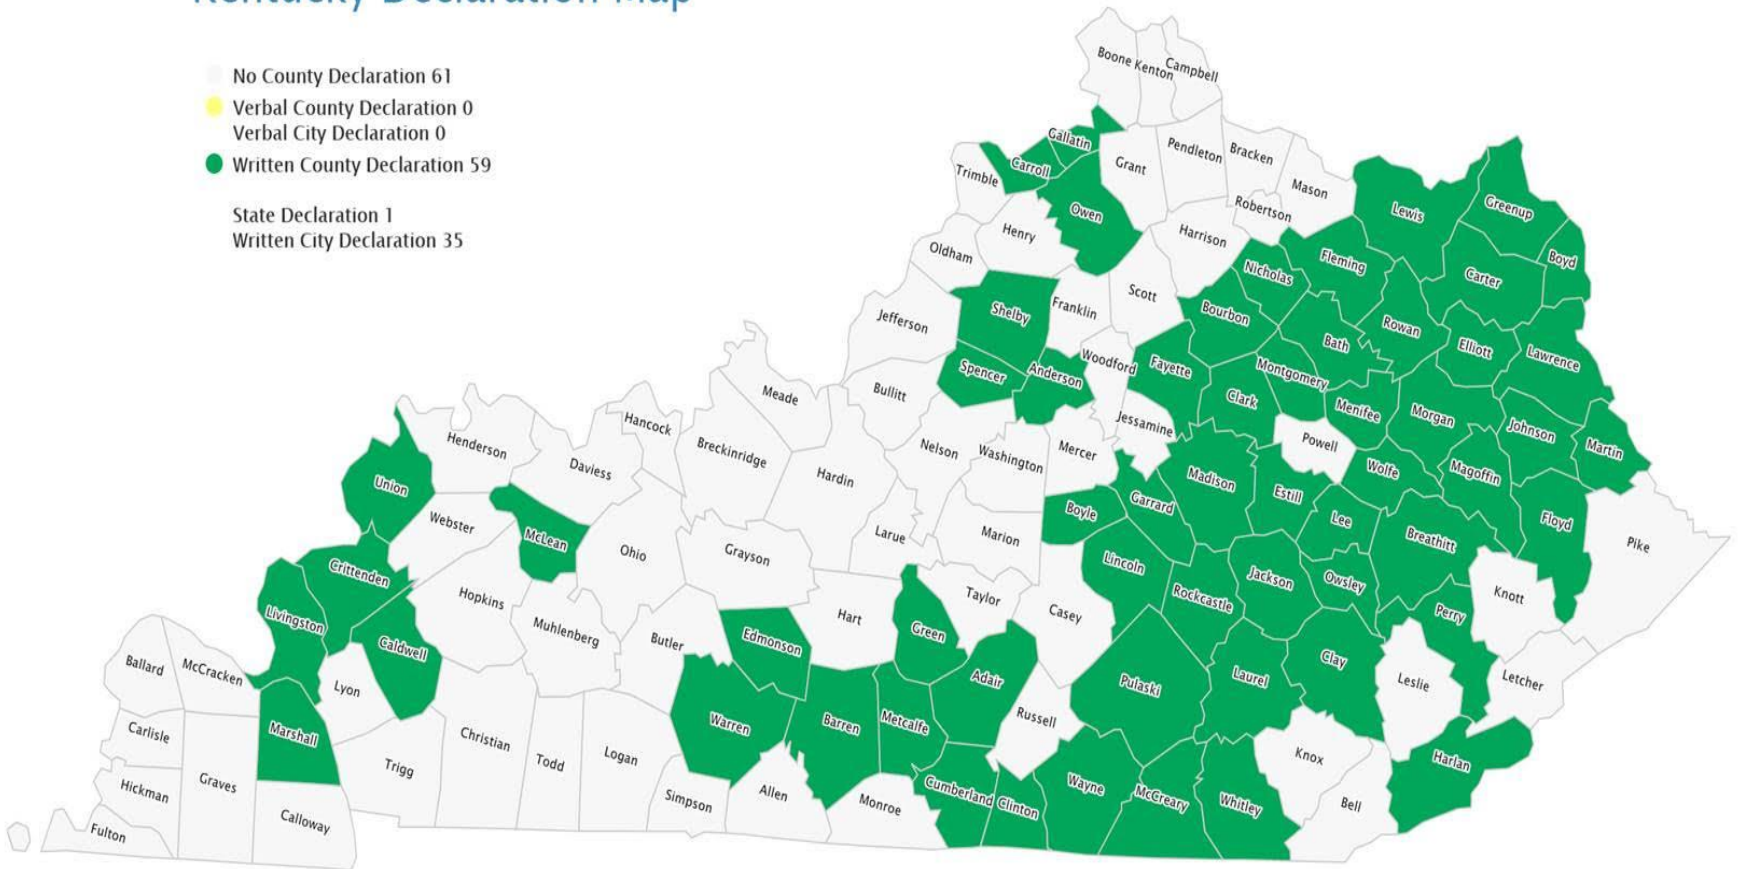 Kentucky Declaration Map
No County Declaration 61
Verbal County Declaration 0
Verbal City Declaration 0
Written County Declaration 59
State Declaration 1
Written City Declaration 35
Boone
Kenton
Campbell
Gallatin
Carroll
Trimble
Owen
Grant
Pendleton
Bracken
Mason
Robertson
Lewis
Greenup
Boyd
Carter
Henry
Oldham
Harrison
Nicholas
Fleming
Shelby
Franklin
Scott
Bourbon
Jefferson
Rowan
Bath
Elliott
Lawrence
Spencer
Anderson
Woodford
Fayette
Montgomery
Clark
Menifee
Morgan
Johnson
Martin
Meade
Bullitt
Jessamine
Powell
Hancock
Henderson
Daviess
Breckinridge
Hardin
Nelson
Washington
Mercer
Madison
Wolfe
Magoffin
Union
Webster
McLean
Ohio
Grayson
Larue
Marion
Boyle
Garrard
Estill
Lee
Breathitt
Floyd
Pike
Crittenden
Hopkins
Livingston
Caldwell
Muhlenberg
Butler
Edmonson
Hart
Green
Taylor
Casey
Lincoln
Rockcastle
Jackson
Owsley
Perry
Knott
Ballard
McCracken
Lyon
Adair
Pulaski
Laurel
Clay
Leslie
Letcher
Carlisle
Marshall
Christian
Todd
Logan
Warren
Barren
Metcalfe
Russell
Knox
Harlan
Hickman
Graves
Trigg
Simpson
Allen
Monroe
Cumberland
Clinton
Wayne
McCreary
Whitley
Bell
Fulton
Calloway